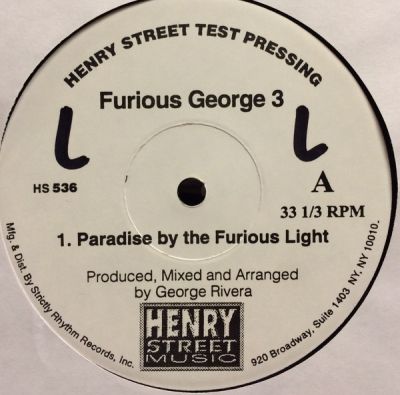 HENRY STREET TEST PRESSING
Furious George 3
L L
HS 536
A
33 1/3 RPM
1. Paradise by the Furious Light
Produced, Mixed and Arranged
by George Rivera
HENRY
STREET
MUSIC
Mfg. & Dist. By Strictly Rhythm Records, Inc.
920 Broadway, Suite 1403 NY. NY 10010.